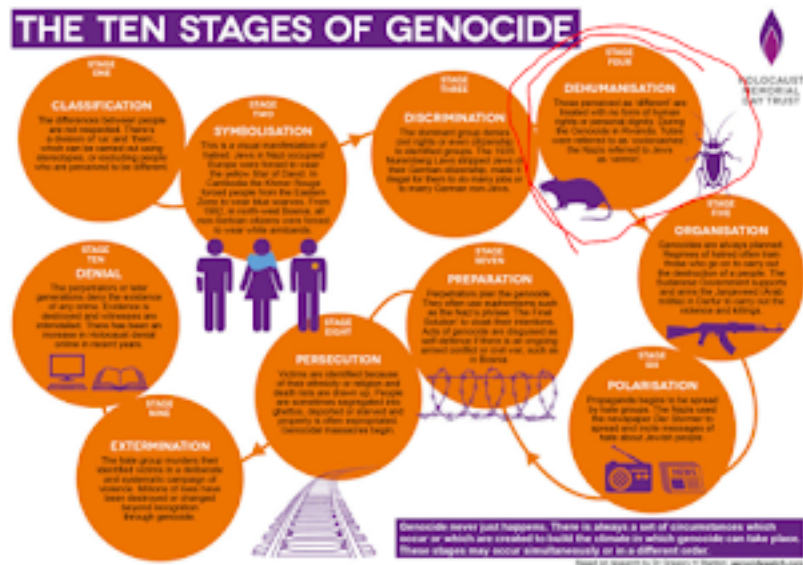 THE TEN STAGES OF GENOCIDE
HOLOCAUST
MEMORIAL
DAY TRUST
STAGE
ONE
CLASSIFICATION
The differences between people
are not respected. There's
a division of 'us' and 'them',
which can be carried out using
stereotypes, or excluding people
who are perceived to be different.
STAGE
TWO
SYMBOLISATION
This is a visual manifestation
of hatred. Jews in Nazi occupied
Europe were forced to wear
the yellow Star of David. In
Cambodia the Khmer Rouge
forced people from the Eastern
Zone to wear blue scarves. From
1992, in north-west Bosnia, all
non-Serbian citizens were forced
to wear white armbands.
STAGE
THREE
DISCRIMINATION
The dominant group denies
civil rights or even citizenship
to identified groups. The 1935
Nuremberg Laws stripped Jews of
their German citizenship, made it
illegal for them to do many jobs or
to marry German non-Jews.
STAGE
FOUR
DEHUMANISATION
Those perceived as 'different' are
treated with no form of human
rights or personal dignity. During
the Genocide in Rwanda, Tutsis
were referred to as 'cockroaches';
the Nazis referred to Jews
as 'vermin'.
STAGE
FIVE
ORGANISATION
Genocides are always planned.
Regimes of hatred often train
those who go on to carry out
the destruction of a people. The
Sudanese Government supports
and arms the Janjaweed (Arab
militia) in Darfur to carry out the
violence and killings.
STAGE
SIX
POLARISATION
Propaganda begins to be spread
by hate groups. The Nazis used
the newspaper Der Stürmer to
spread and incite messages of
hate about Jewish people.
NEWS
STAGE
SEVEN
PREPARATION
Perpetrators plan the genocide.
They often use euphemisms such
as the Nazis' phrase 'The Final
Solution' to cloak their intentions.
Acts of genocide are disguised as
self-defence if there is an ongoing
armed conflict or civil war, such as
in Bosnia.
STAGE
EIGHT
PERSECUTION
Victims are identified because
of their ethnicity or religion and
death lists are drawn up. People
are sometimes segregated into
ghettos, deported or starved and
property is often expropriated.
Genocidal massacres begin.
STAGE
NINE
EXTERMINATION
The hate group murders their
identified victims in a deliberate
and systematic campaign of
violence. Millions of lives have
been destroyed or changed
beyond recognition
through genocide.
STAGE
TEN
DENIAL
The perpetrators or later
generations deny the existence
of any crime. Evidence is
destroyed and witnesses are
intimidated. There has been an
increase in Holocaust denial
online in recent years.
Genocide never just happens. There is always a set of circumstances which
occur or which are created to build the climate in which genocide can take place.
These stages may occur simultaneously or in a different order.
Based on research by Dr Gregory H Stanton, genocidewatch.com